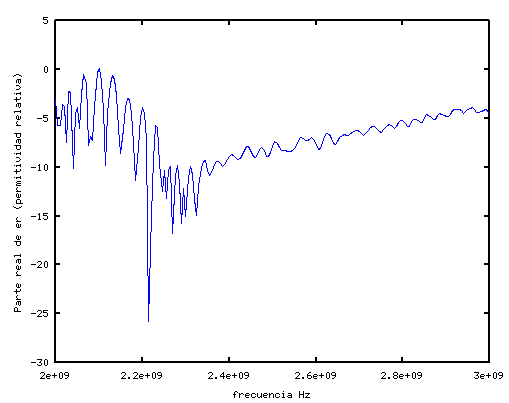 5
0
-5
-10
-15
-20
-25
-30
Parte real de er (permitividad relativa)
2e+09
2.2e+09
2.4e+09
2.6e+09
2.8e+09
3e+09
frecuencia Hz